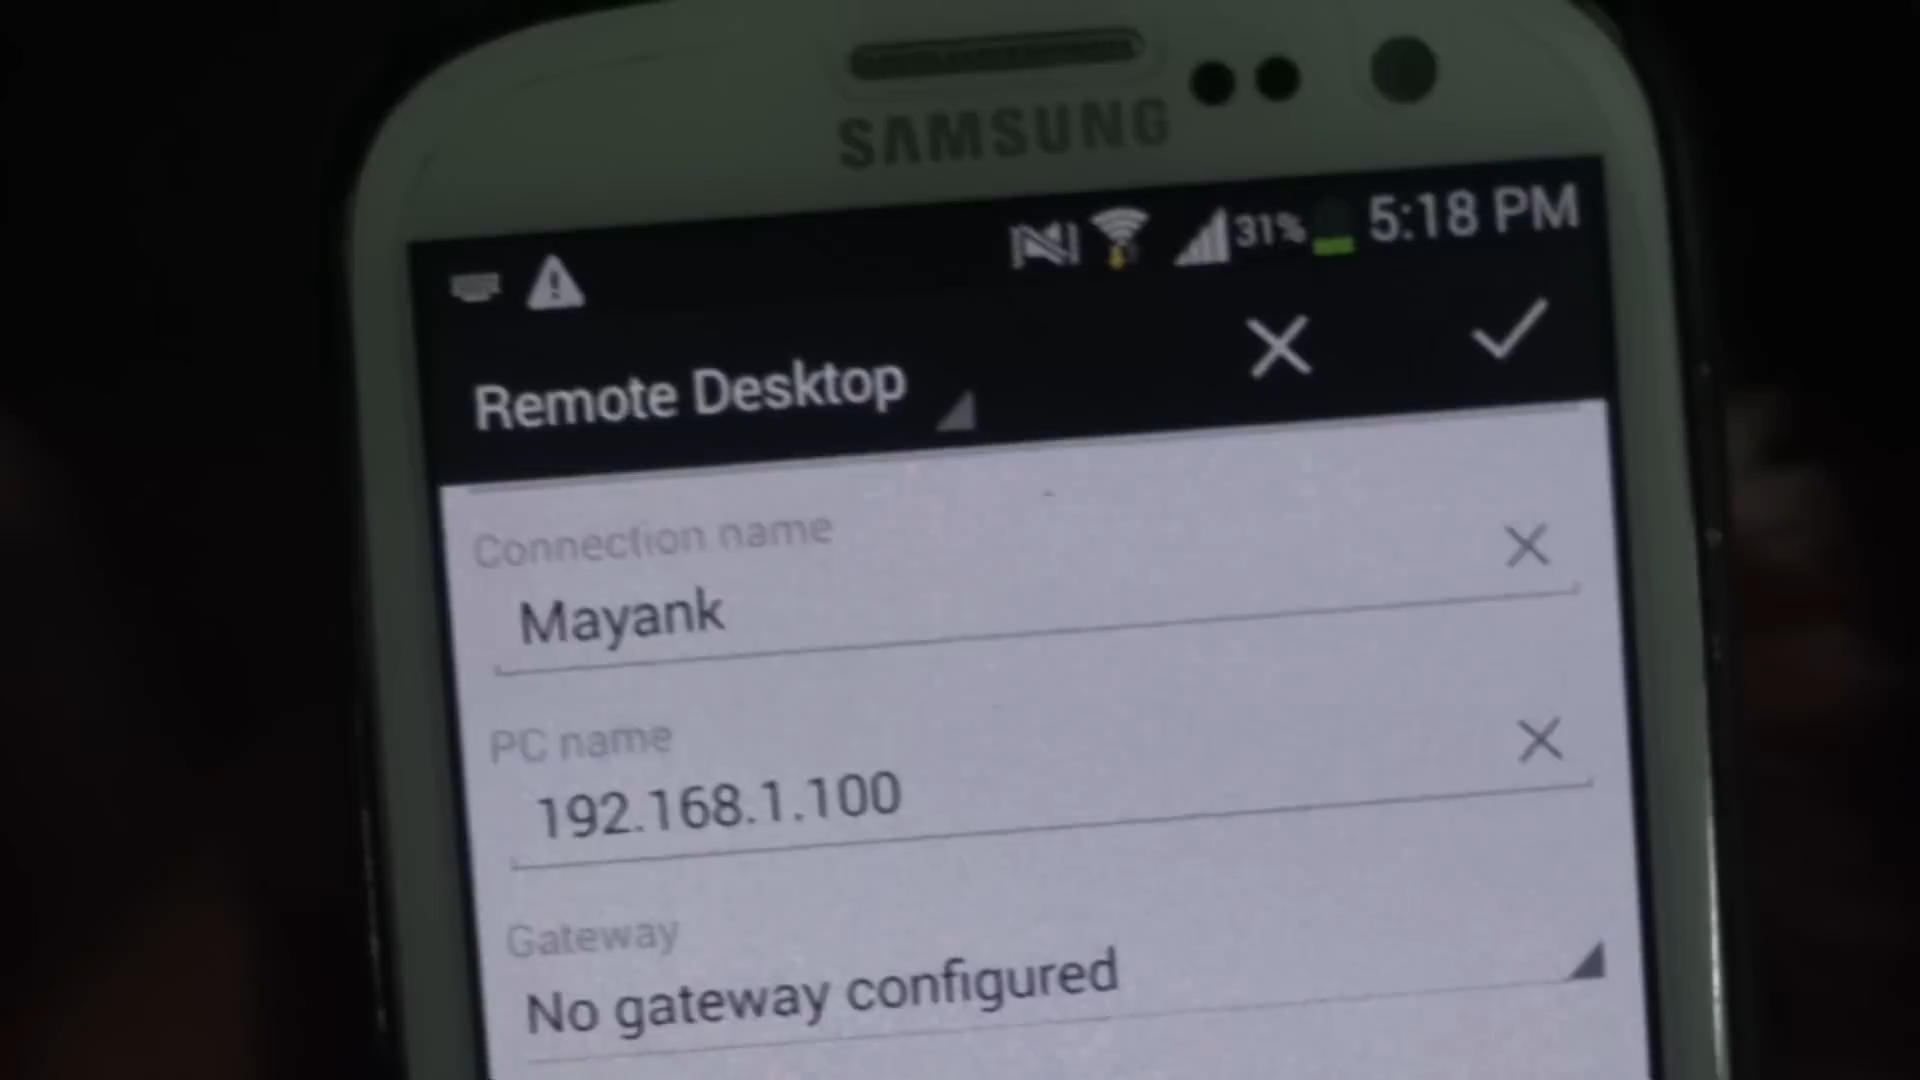 SAMSUNG
31% 5:18 PM
Remote Desktop
Connection name
Mayank
PC name
192.168.1.100
Gateway
No gateway configured